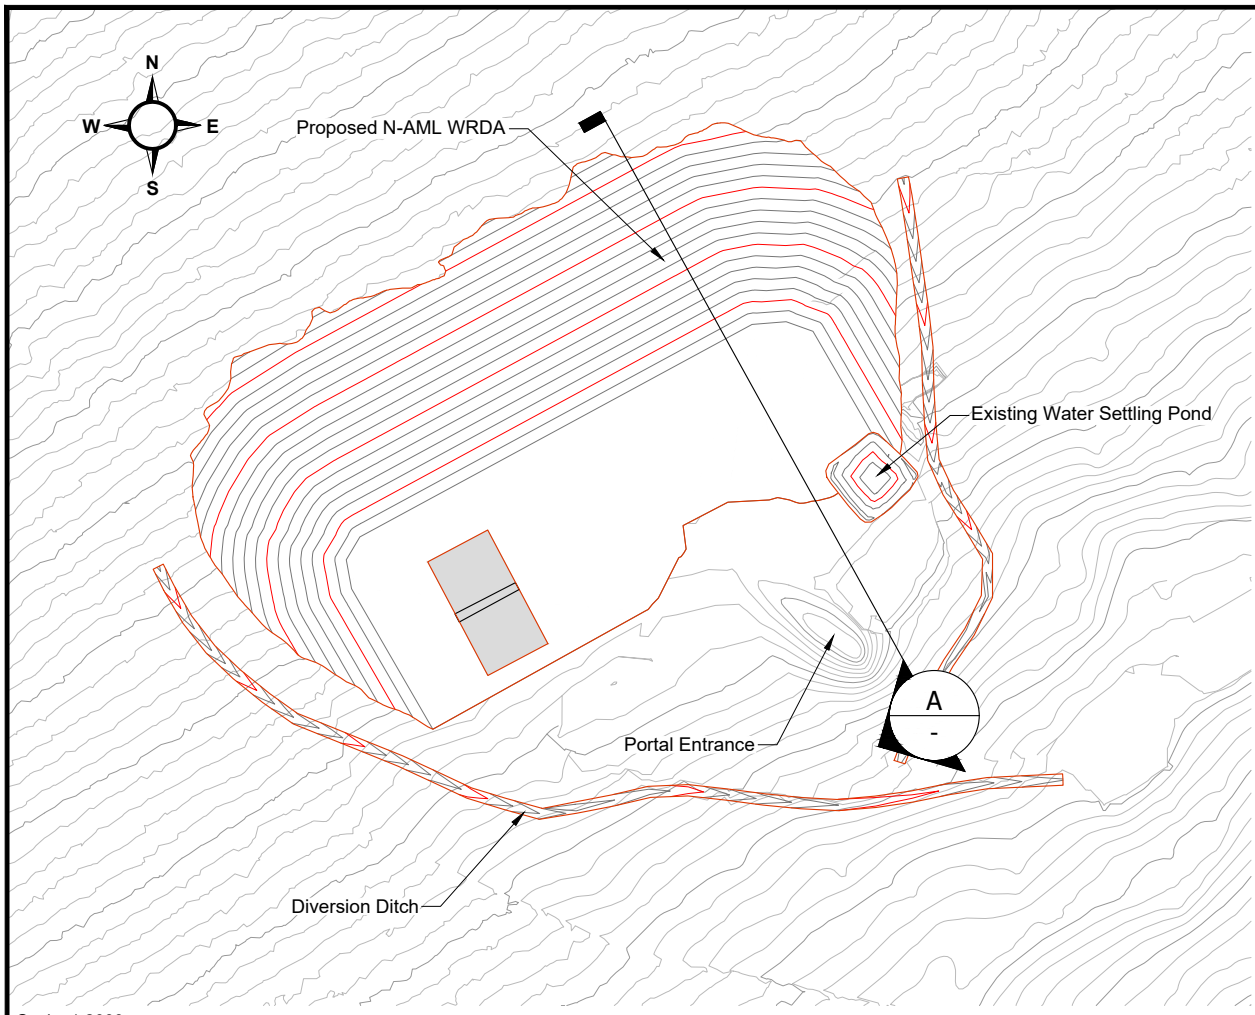 N
W
E
S
Proposed N-AML WRDA
Existing Water Settling Pond
A
-
Portal Entrance
Diversion Ditch